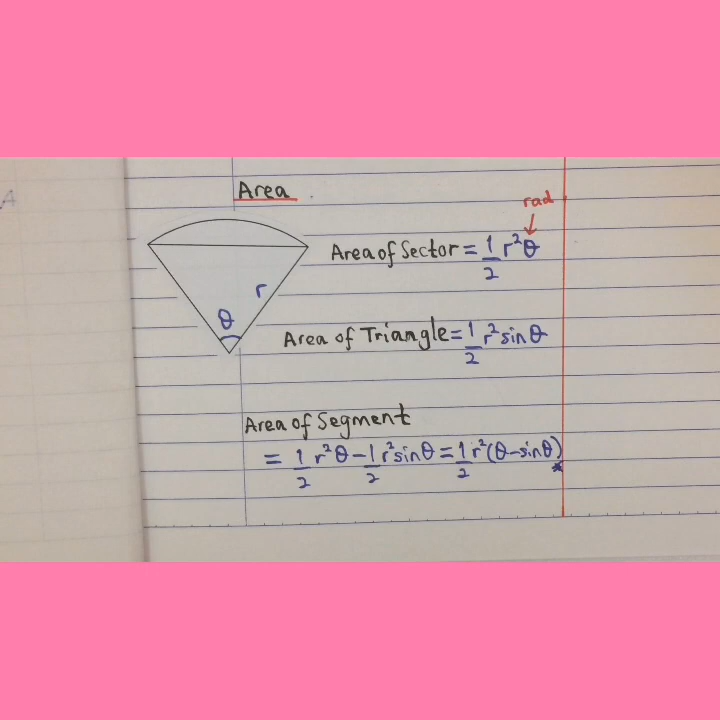 Area
rad
Area of Sector = 1/2 r²θ
r
θ
Area of Triangle = 1/2 r² sin θ
Area of Segment
= 1/2 r²θ - 1/2 r² sin θ = 1/2 r² (θ - sin θ)